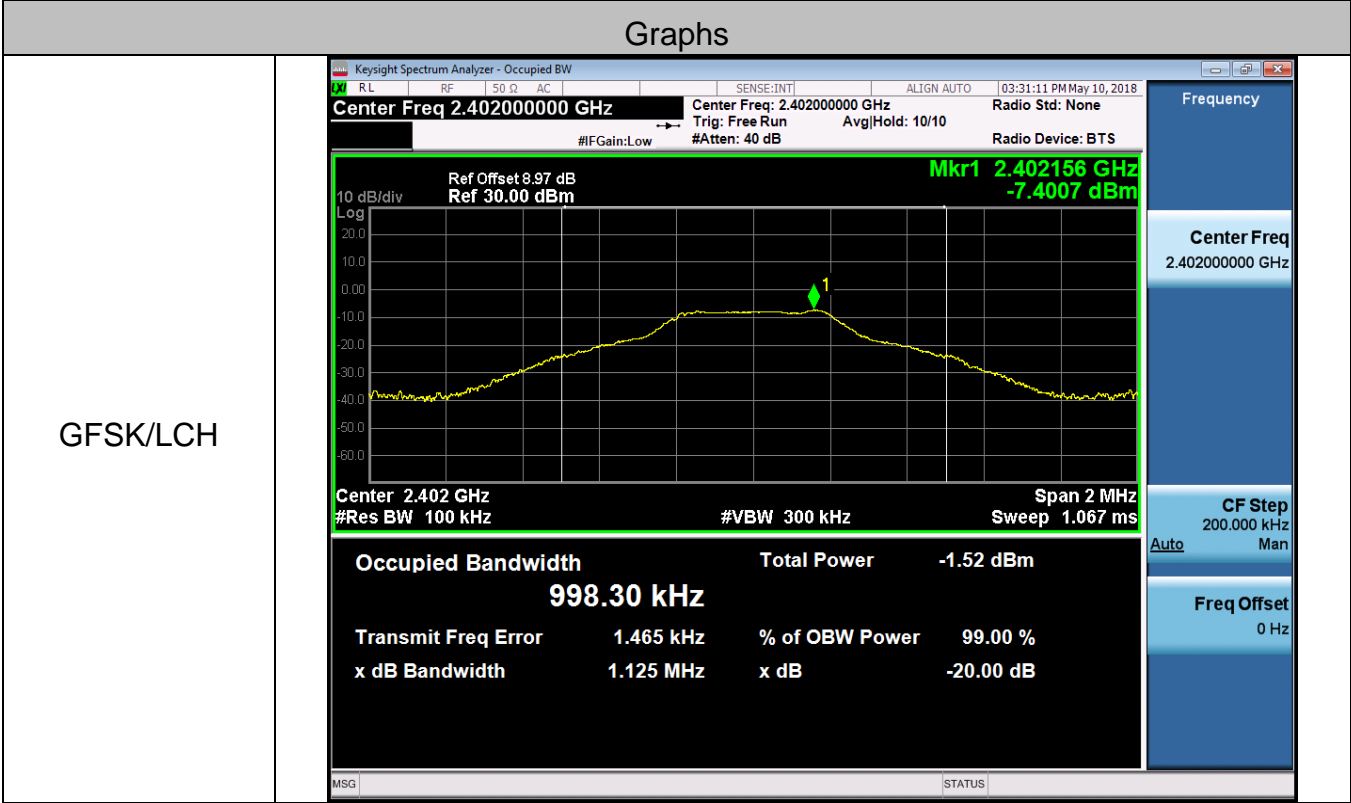 Graphs
GFSK/LCH
Keysight Spectrum Analyzer - Occupied BW
LXI RL RF 50 Ω AC SENSE:INT ALIGN AUTO 03:31:11 PM May 10, 2018
Center Freq 2.402000000 GHz
Center Freq: 2.402000000 GHz
Radio Std: None
Trig: Free Run
Avg|Hold: 10/10
#IFGain:Low
#Atten: 40 dB
Radio Device: BTS
Mkr1 2.402156 GHz
-7.4007 dBm
Ref Offset 8.97 dB
10 dB/div Ref 30.00 dBm
Log
20.0
10.0
0.00
-10.0
-20.0
-30.0
-40.0
-50.0
-60.0
1
Center 2.402 GHz Span 2 MHz
#Res BW 100 kHz #VBW 300 kHz Sweep 1.067 ms
Occupied Bandwidth Total Power -1.52 dBm
998.30 kHz
Transmit Freq Error 1.465 kHz % of OBW Power 99.00 %
x dB Bandwidth 1.125 MHz x dB -20.00 dB
MSG STATUS
Frequency
Center Freq
2.402000000 GHz
CF Step
200.000 kHz
Auto Man
Freq Offset
0 Hz